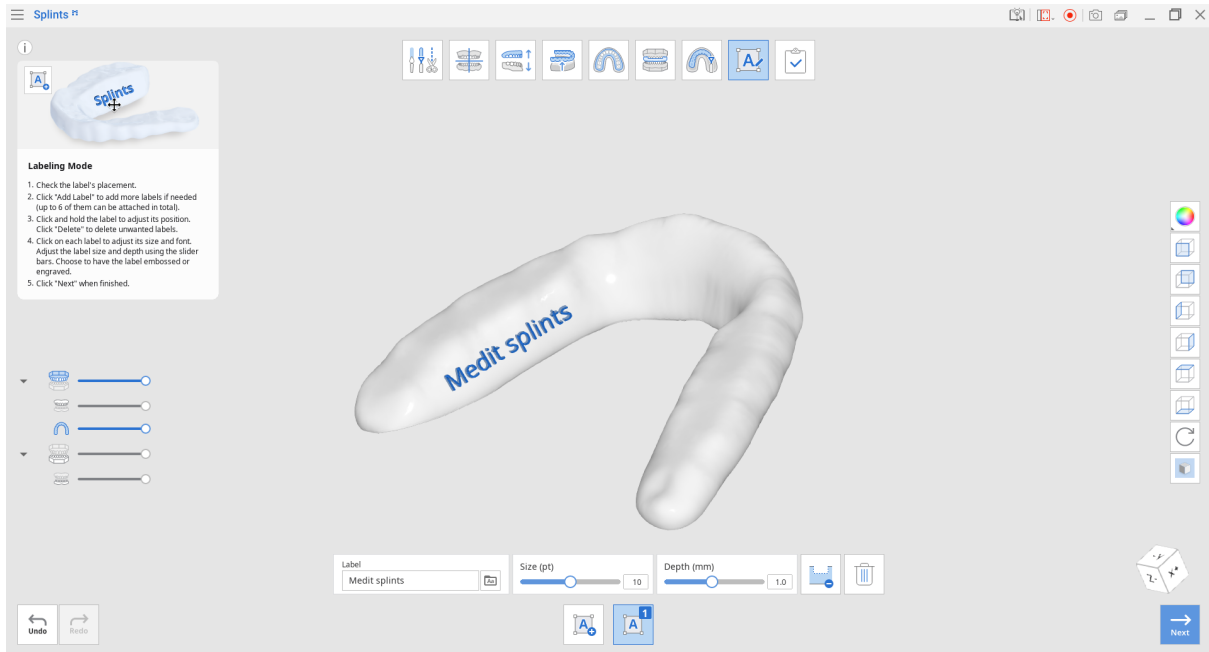 Splints
Splints
Labeling Mode
1. Check the label's placement.
2. Click "Add Label" to add more labels if needed
(up to 6 of them can be attached in total).
3. Click and hold the label to adjust its position.
Click "Delete" to delete unwanted labels.
4. Click on each label to adjust its size and font.
Adjust the label size and depth using the slider
bars. Choose to have the label embossed or
engraved.
5. Click "Next" when finished.
Medit splints
Label
Medit splints
Aa
Size (pt)
10
Depth (mm)
1.0
Undo
Redo
A
A
1
Next